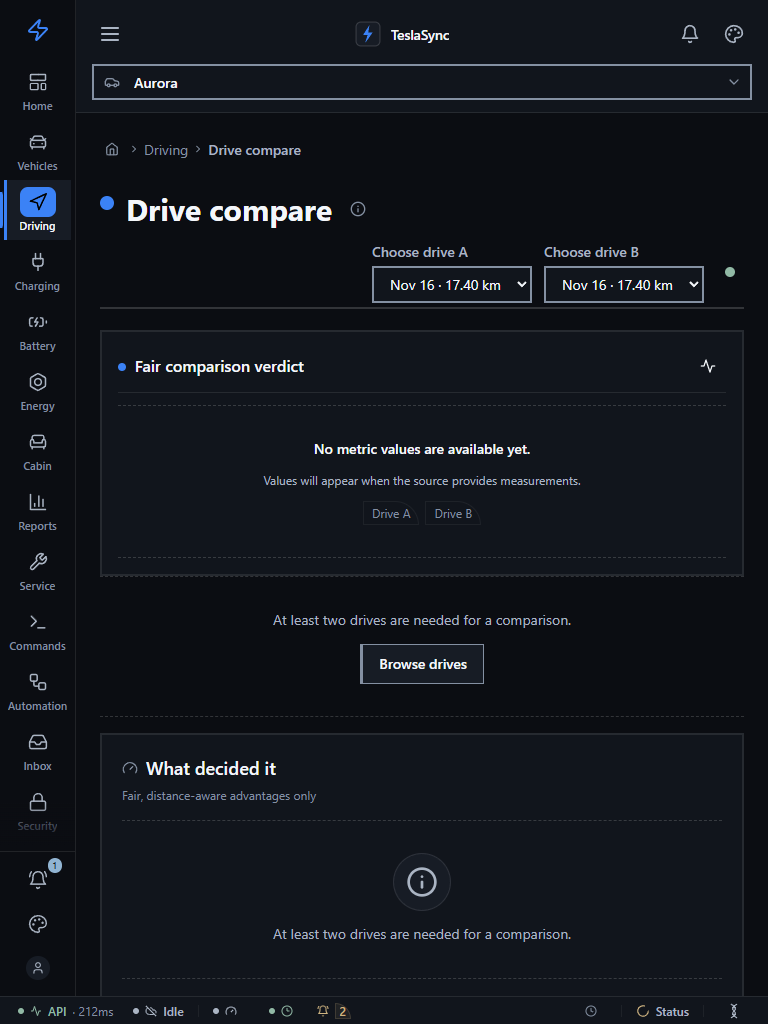 TeslaSync
Aurora
Home
Vehicles
Driving
Charging
Battery
Energy
Cabin
Reports
Service
Commands
Automation
Inbox
Security
1
Driving
Drive compare
Drive compare
Choose drive A
Choose drive B
Nov 16 · 17.40 km
Nov 16 · 17.40 km
Fair comparison verdict
No metric values are available yet.
Values will appear when the source provides measurements.
Drive A
Drive B
At least two drives are needed for a comparison.
Browse drives
What decided it
Fair, distance-aware advantages only
At least two drives are needed for a comparison.
API · 212ms
Idle
2
Status